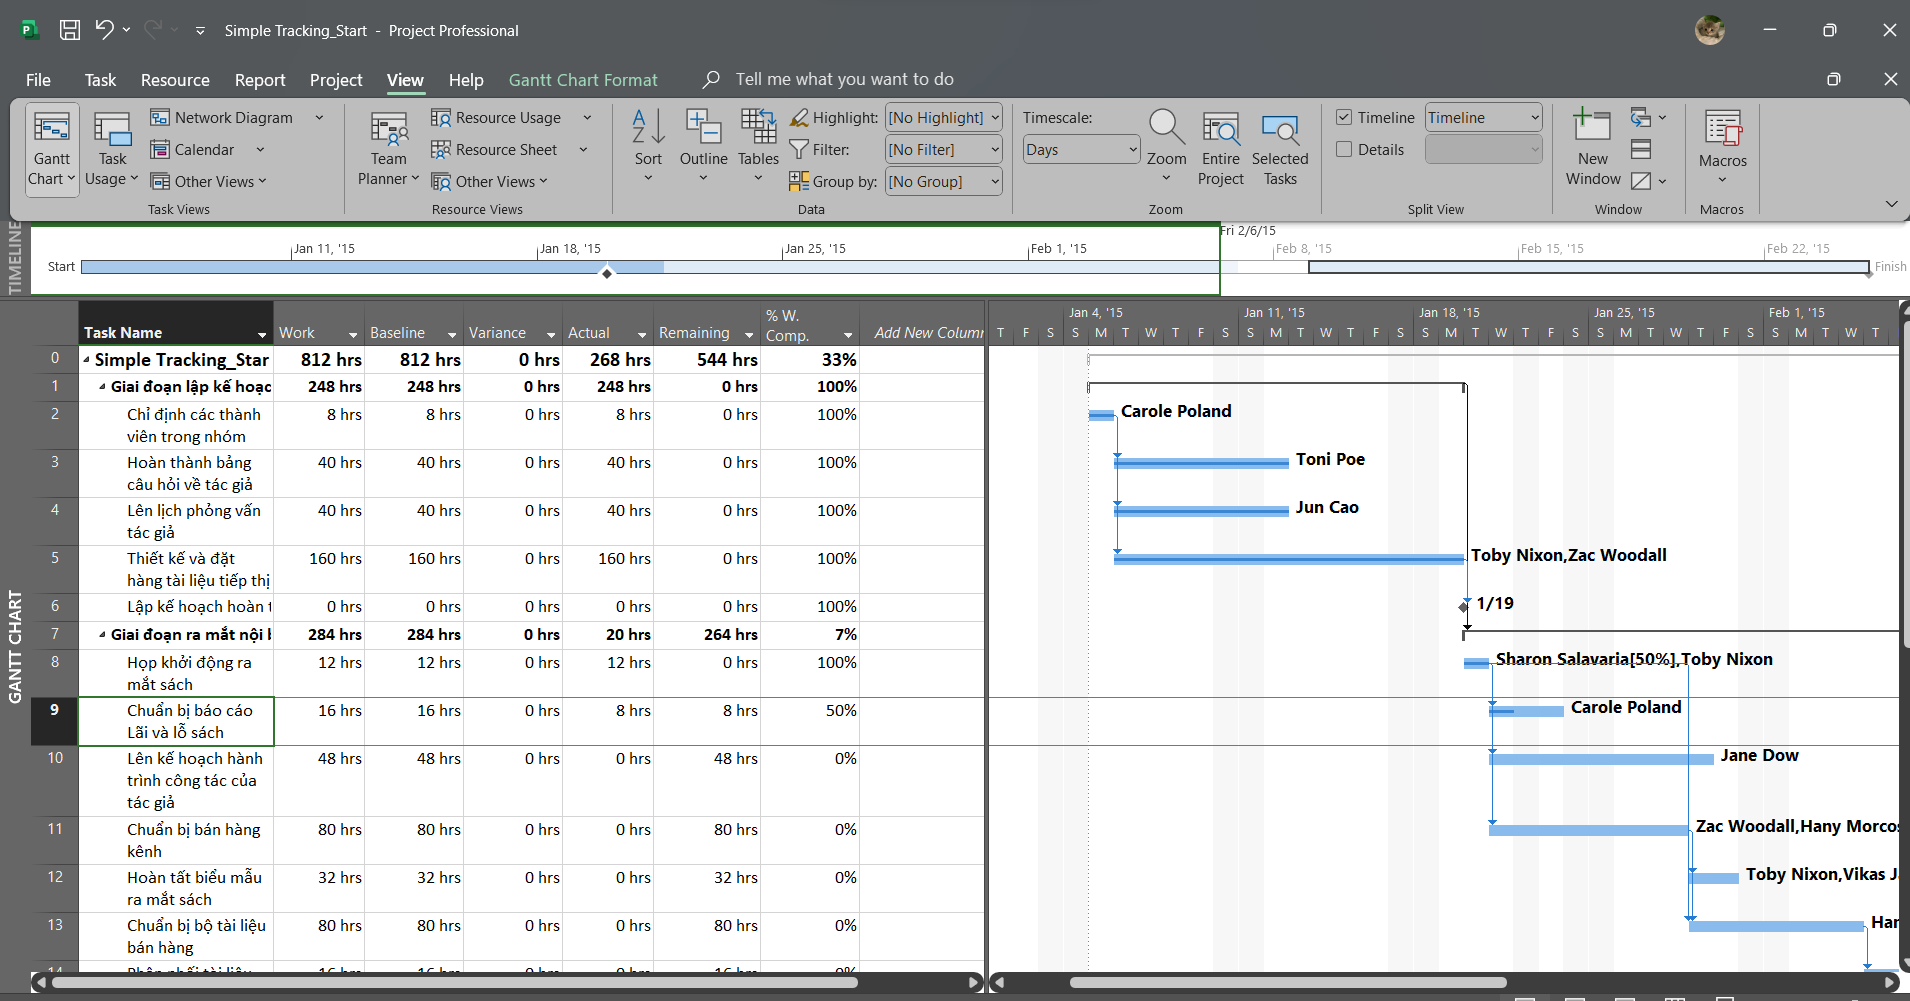 Simple Tracking_Start - Project Professional
File Task Resource Report Project View Help Gantt Chart Format Tell me what you want to do
Gantt Chart
Task Usage
Network Diagram
Calendar
Other Views
Task Views
Team Planner
Resource Usage
Resource Sheet
Other Views
Resource Views
Sort
Outline
Tables
Highlight: [No Highlight]
Filter: [No Filter]
Group by: [No Group]
Data
Timescale:
Days
Zoom
Entire Project
Selected Tasks
Zoom
Timeline Timeline
Details
Split View
New Window
Window
Macros
Macros
TIMELINE
Fri 2/6/15
Jan 11, '15 Jan 18, '15 Jan 25, '15 Feb 1, '15 Feb 8, '15 Feb 15, '15 Feb 22, '15
Start Finish
GANTT CHART
Task Name Work Baseline Variance Actual Remaining % W. Comp. Add New Column
0 Simple Tracking_Star 812 hrs 812 hrs 0 hrs 268 hrs 544 hrs 33%
1 Giai đoạn lập kế hoạc 248 hrs 248 hrs 0 hrs 248 hrs 0 hrs 100%
2 Chỉ định các thành 8 hrs 8 hrs 0 hrs 8 hrs 0 hrs 100%
viên trong nhóm
3 Hoàn thành bảng 40 hrs 40 hrs 0 hrs 40 hrs 0 hrs 100%
câu hỏi về tác giả
4 Lên lịch phỏng vấn 40 hrs 40 hrs 0 hrs 40 hrs 0 hrs 100%
tác giả
5 Thiết kế và đặt 160 hrs 160 hrs 0 hrs 160 hrs 0 hrs 100%
hàng tài liệu tiếp thị
6 Lập kế hoạch hoàn t 0 hrs 0 hrs 0 hrs 0 hrs 0 hrs 100%
7 Giai đoạn ra mắt nội b 284 hrs 284 hrs 0 hrs 20 hrs 264 hrs 7%
8 Họp khởi động ra 12 hrs 12 hrs 0 hrs 12 hrs 0 hrs 100%
mắt sách
9 Chuẩn bị báo cáo 16 hrs 16 hrs 0 hrs 8 hrs 8 hrs 50%
Lãi và lỗ sách
10 Lên kế hoạch hành 48 hrs 48 hrs 0 hrs 0 hrs 48 hrs 0%
trình công tác của
tác giả
11 Chuẩn bị bán hàng 80 hrs 80 hrs 0 hrs 0 hrs 80 hrs 0%
kênh
12 Hoàn tất biểu mẫu 32 hrs 32 hrs 0 hrs 0 hrs 32 hrs 0%
ra mắt sách
13 Chuẩn bị bộ tài liệu 80 hrs 80 hrs 0 hrs 0 hrs 80 hrs 0%
bán hàng
14 Phân phối tài liệu 16 hrs 16 hrs 0 hrs 0 hrs 16 hrs 0%
Jan 4, '15 Jan 11, '15 Jan 18, '15 Jan 25, '15 Feb 1, '15
T F S S M T W T F S S M T W T F S S M T W T F S S M T W T F S S M T W T
Carole Poland
Toni Poe
Jun Cao
Toby Nixon,Zac Woodall
1/19
Sharon Salavaria[50%],Toby Nixon
Carole Poland
Jane Dow
Zac Woodall,Hany Morcos
Toby Nixon,Vikas J
Han